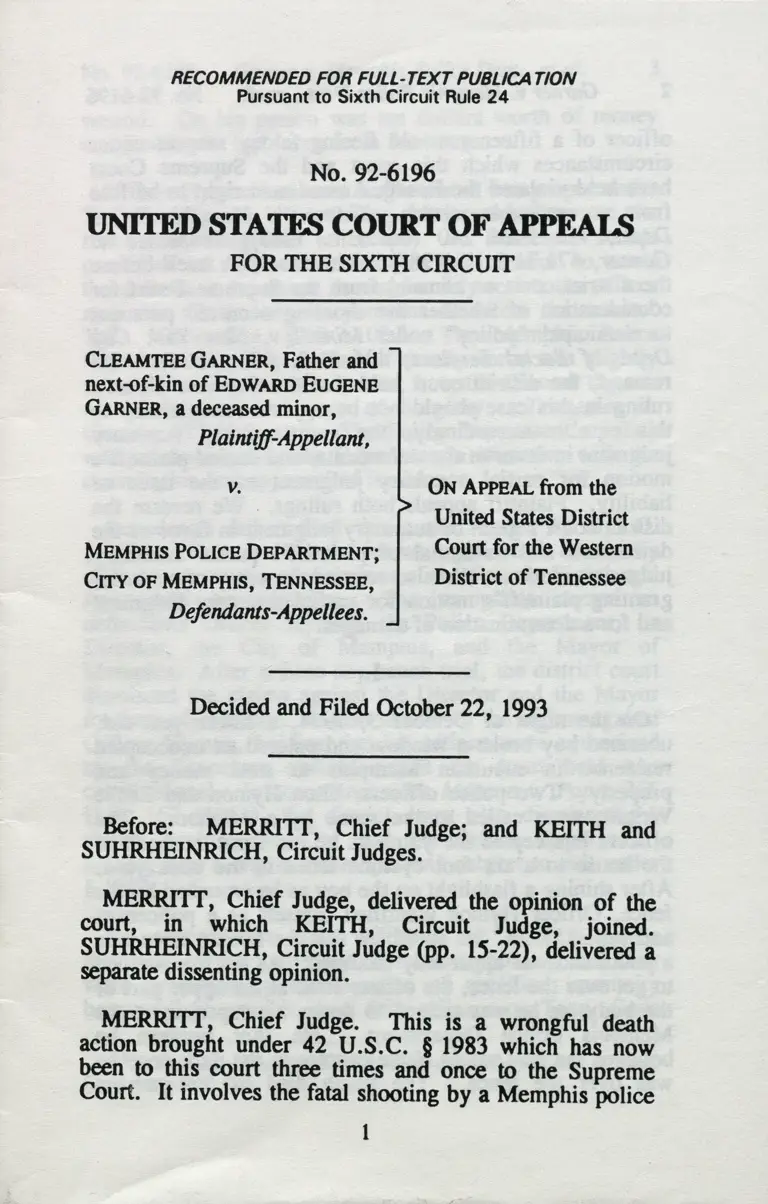 RECOMMENDED FOR FULL-TEXT PUBLICATION
Pursuant to Sixth Circuit Rule 24
No. 92-6196
UNITED STATES COURT OF APPEALS
FOR THE SIXTH CIRCUIT
CLEAMTEE GARNER, Father and
next-of-kin of EDWARD EUGENE
GARNER, a deceased minor,
Plaintiff-Appellant,
v.
MEMPHIS POLICE DEPARTMENT;
CITY OF MEMPHIS, TENNESSEE,
Defendants-Appellees.
ON APPEAL from the
United States District
Court for the Western
District of Tennessee
Decided and Filed October 22, 1993
Before: MERRITT, Chief Judge; and KEITH and
SUHRHEINRICH, Circuit Judges.
MERRITT, Chief Judge, delivered the opinion of the
court, in which KEITH, Circuit Judge, joined.
SUHRHEINRICH, Circuit Judge (pp. 15-22), delivered a
separate dissenting opinion.
MERRITT, Chief Judge. This is a wrongful death
action brought under 42 U.S.C. § 1983 which has now
been to this court three times and once to the Supreme
Court. It involves the fatal shooting by a Memphis police
1